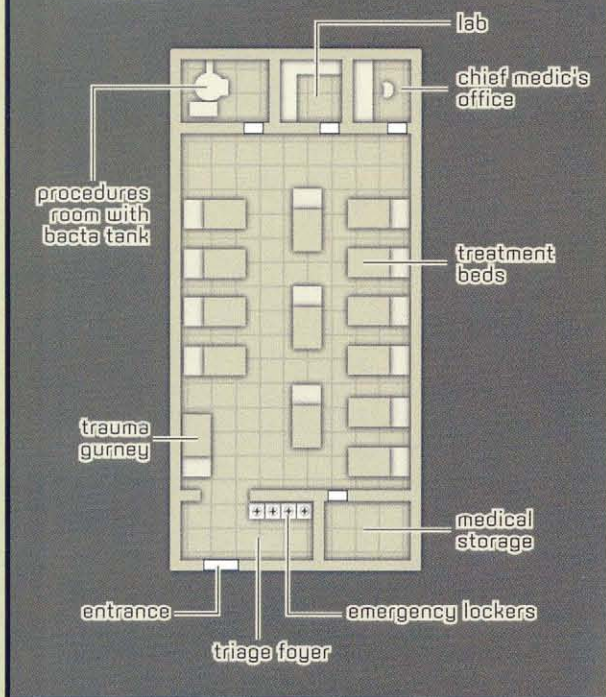 lab
chief medic's
office
procedures
room with
bacta tank
treatment
beds
trauma
gurney
medical
storage
entrance
emergency lockers
triage foyer